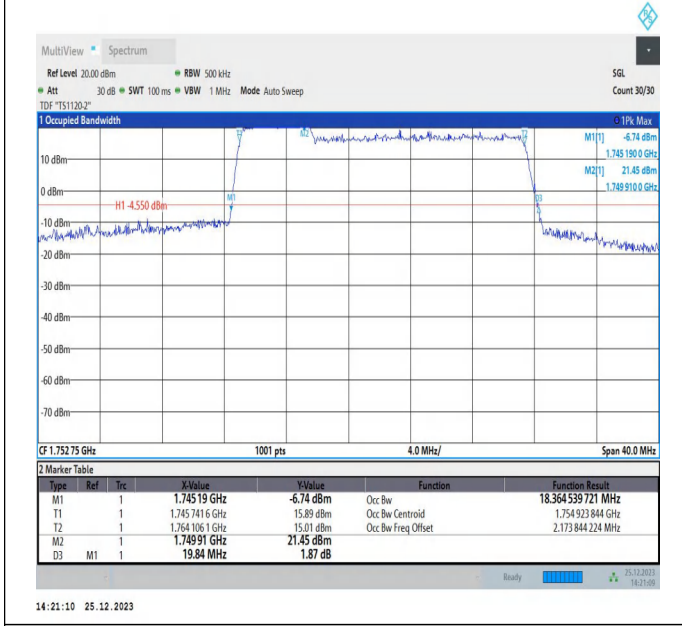 MultiView Spectrum
Ref Level 20.00 dBm RBW 500 kHz SGL
Att 30 dB SWT 100 ms VBW 1 MHz Mode Auto Sweep Count 30/30
TDF "TS1120-2"
1 Occupied Bandwidth 1Pk Max
M1[1] -6.74 dBm
1.745 190 0 GHz
M2[1] 21.45 dBm
1.749 910 0 GHz
T1 M2 T2
10 dBm
0 dBm
M1 D3
H1 -4.550 dBm
-10 dBm
-20 dBm
-30 dBm
-40 dBm
-50 dBm
-60 dBm
-70 dBm
CF 1.752 75 GHz 1001 pts 4.0 MHz/ Span 40.0 MHz
2 Marker Table
Type Ref Trc X-Value Y-Value Function Function Result
M1 1 1.745 19 GHz -6.74 dBm Occ Bw 18.364 539 721 MHz
T1 1 1.745 741 6 GHz 15.89 dBm Occ Bw Centroid 1.754 923 844 GHz
T2 1 1.764 106 1 GHz 15.01 dBm Occ Bw Freq Offset 2.173 844 224 MHz
M2 1 1.749 91 GHz 21.45 dBm
D3 M1 1 19.84 MHz 1.87 dB
Ready 25.12.2023
14:21:09
14:21:10 25.12.2023